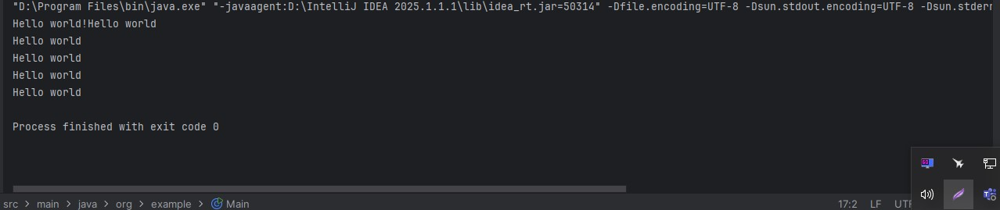 "D:\Program Files\bin\java.exe" "-javaagent:D:\IntelliJ IDEA 2025.1.1.1\lib\idea_rt.jar=50314" -Dfile.encoding=UTF-8 -Dsun.stdout.encoding=UTF-8 -Dsun.stderr
Hello world!Hello world
Hello world
Hello world
Hello world
Hello world
Process finished with exit code 0
src > main > java > org > example > Main 17:2 LF UTF